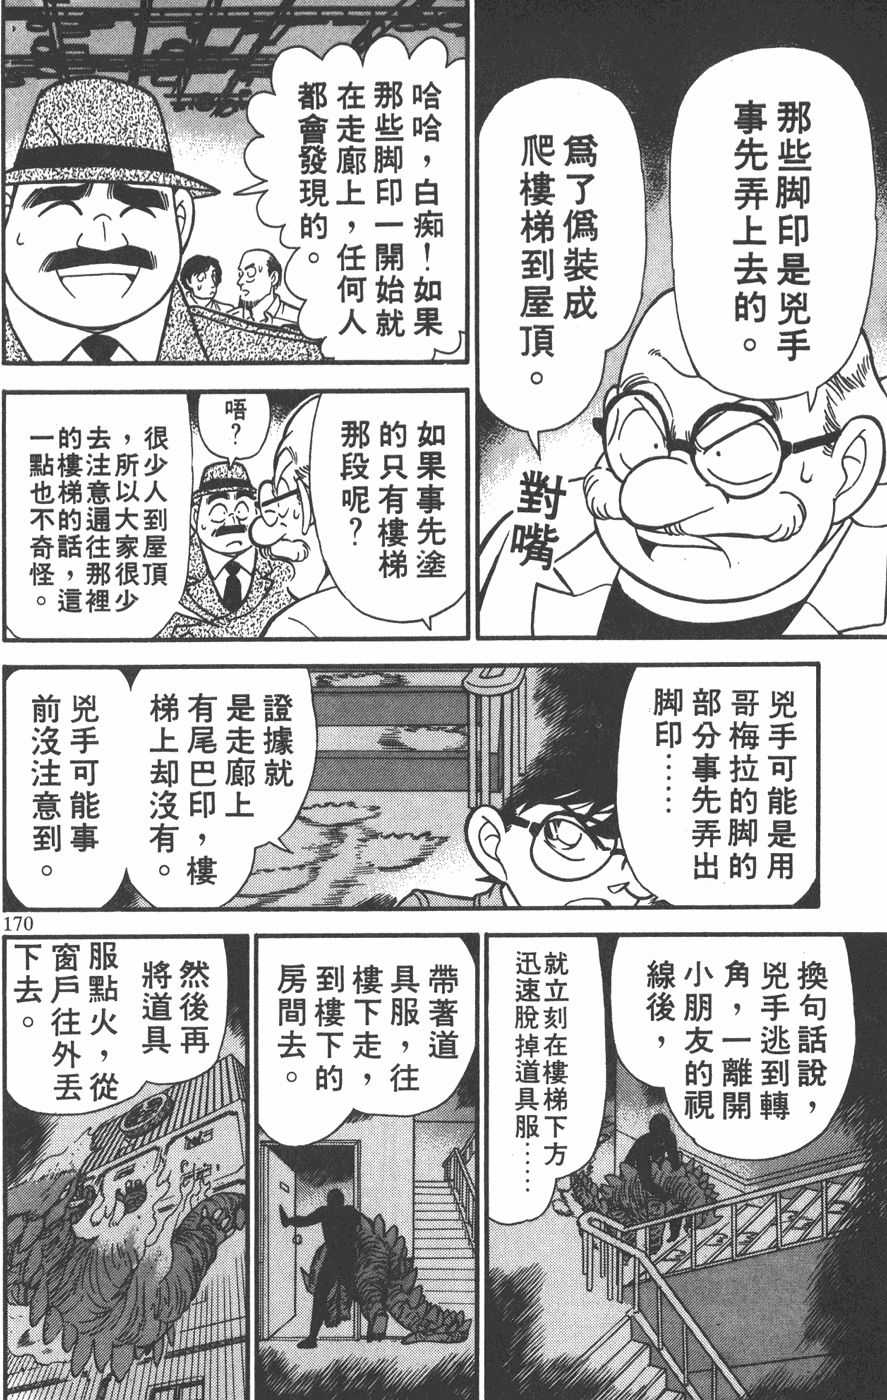 那些脚印是兇手
事先弄上去的。
爲了僞裝成
爬樓梯到屋頂。
對嘴
哈哈，白痴！如果
那些脚印一開始就
在走廊上，任何人
都會發現的。
如果事先塗
的只有樓梯
那段呢？
唔？
很少人到屋頂
，所以大家很少
去注意邇往那裡
的樓梯的話，這
一點也不奇怪。
兇手可能是用
哥梅拉的脚的
部分事先弄出
脚印……
證據就
是走廊上
有尾巴印，樓
梯上却沒有。
兇手可能事
前沒注意到。
170
換句話說，
兇手逃到轉
角，一離開
小朋友的視
線後，
就立刻在樓梯下方
迅速脫掉道具服……
帶著道
具服，往
樓下走，
到樓下的
房間去。
然後再
將道具
服點火，從
窗戶往外丟
下去。